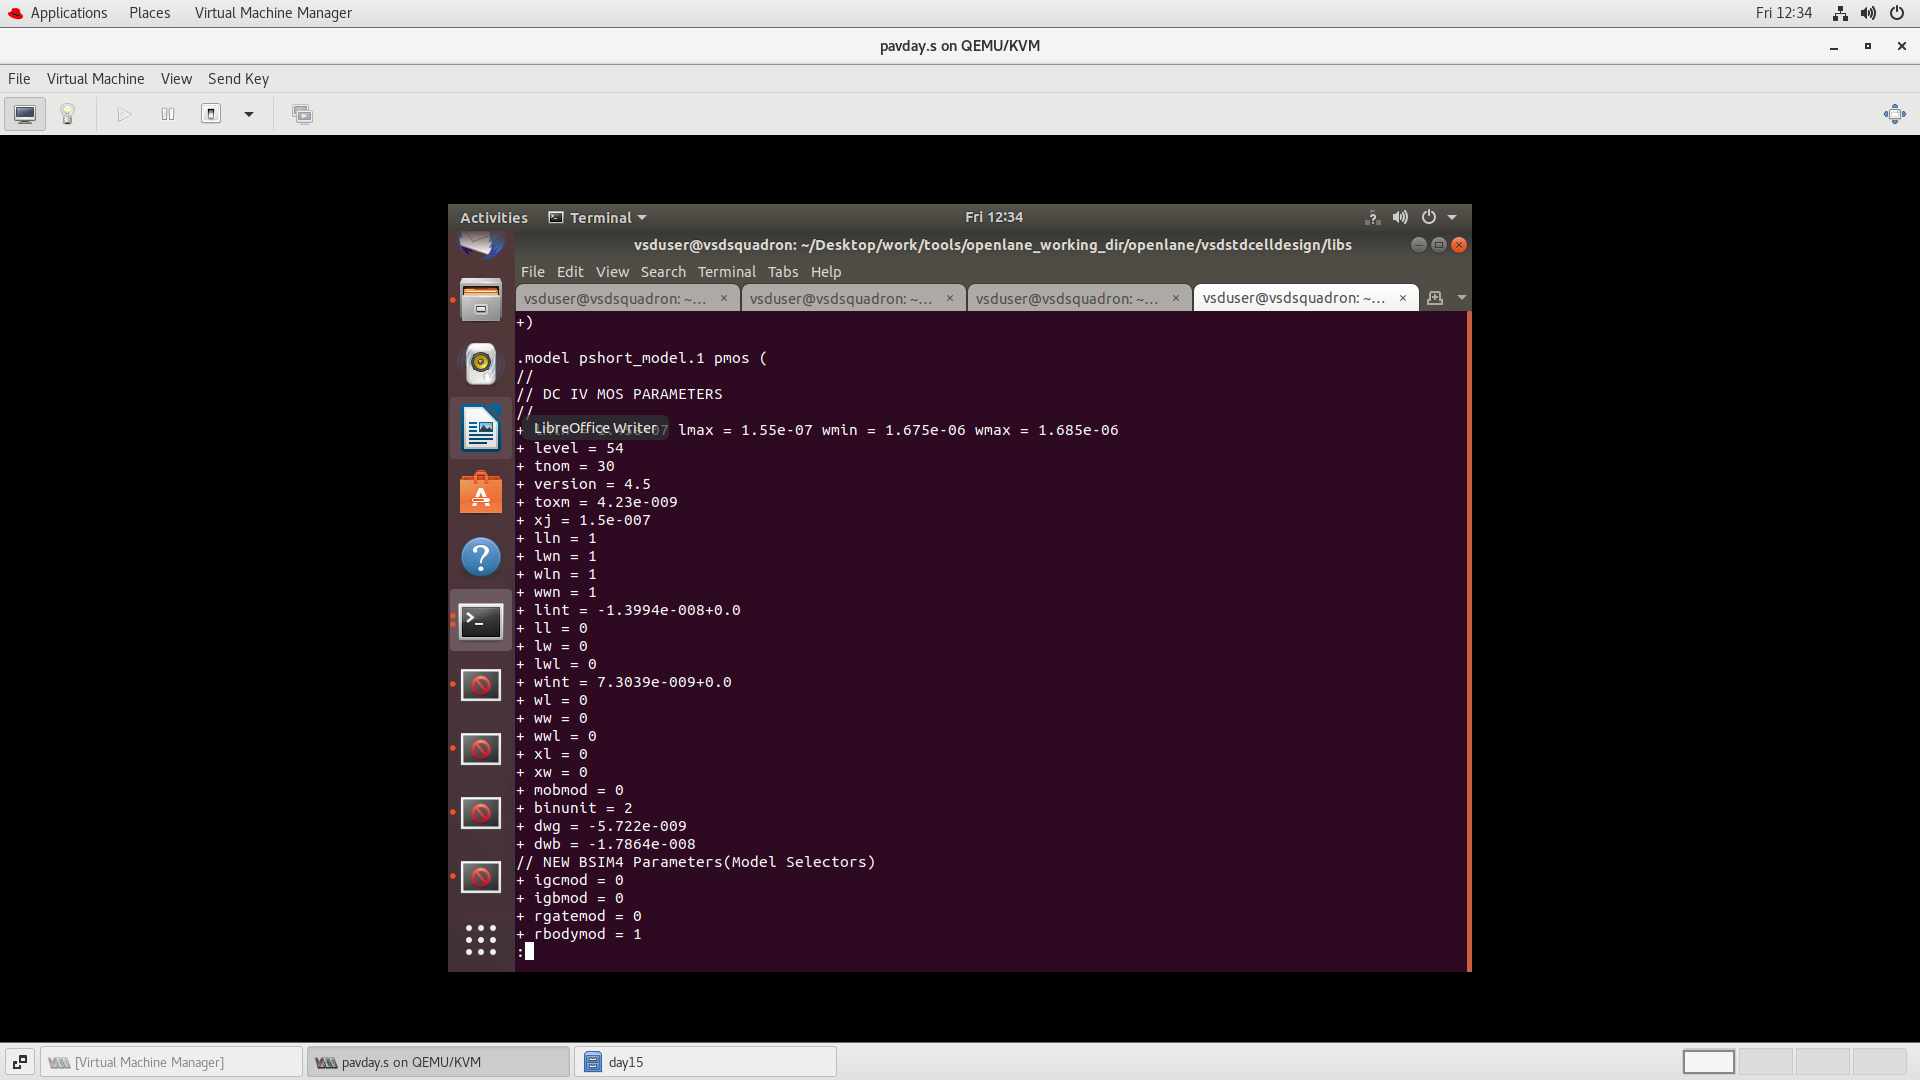 Applications Places Virtual Machine Manager Fri 12:34
pavday.s on QEMU/KVM
File Virtual Machine View Send Key
Activities Terminal Fri 12:34
vsduser@vsdsquadron: ~/Desktop/work/tools/openlane_working_dir/openlane/vsdstdcelldesign/libs
File Edit View Search Terminal Tabs Help
vsduser@vsdsquadron: ~... × vsduser@vsdsquadron: ~... × vsduser@vsdsquadron: ~... × vsduser@vsdsquadron: ~... ×
+)
.model pshort_model.1 pmos (
//
// DC IV MOS PARAMETERS
//
LibreOffice Writer
+ lmax = 1.55e-07 wmin = 1.675e-06 wmax = 1.685e-06
+ level = 54
+ tnom = 30
+ version = 4.5
+ toxm = 4.23e-009
+ xj = 1.5e-007
+ lln = 1
+ lwn = 1
+ wln = 1
+ wwn = 1
+ lint = -1.3994e-008+0.0
+ ll = 0
+ lw = 0
+ lwl = 0
+ wint = 7.3039e-009+0.0
+ wl = 0
+ ww = 0
+ wwl = 0
+ xl = 0
+ xw = 0
+ mobmod = 0
+ binunit = 2
+ dwg = -5.722e-009
+ dwb = -1.7864e-008
// NEW BSIM4 Parameters(Model Selectors)
+ igcmod = 0
+ igbmod = 0
+ rgatemod = 0
+ rbodymod = 1
:
[Virtual Machine Manager] pavday.s on QEMU/KVM day15